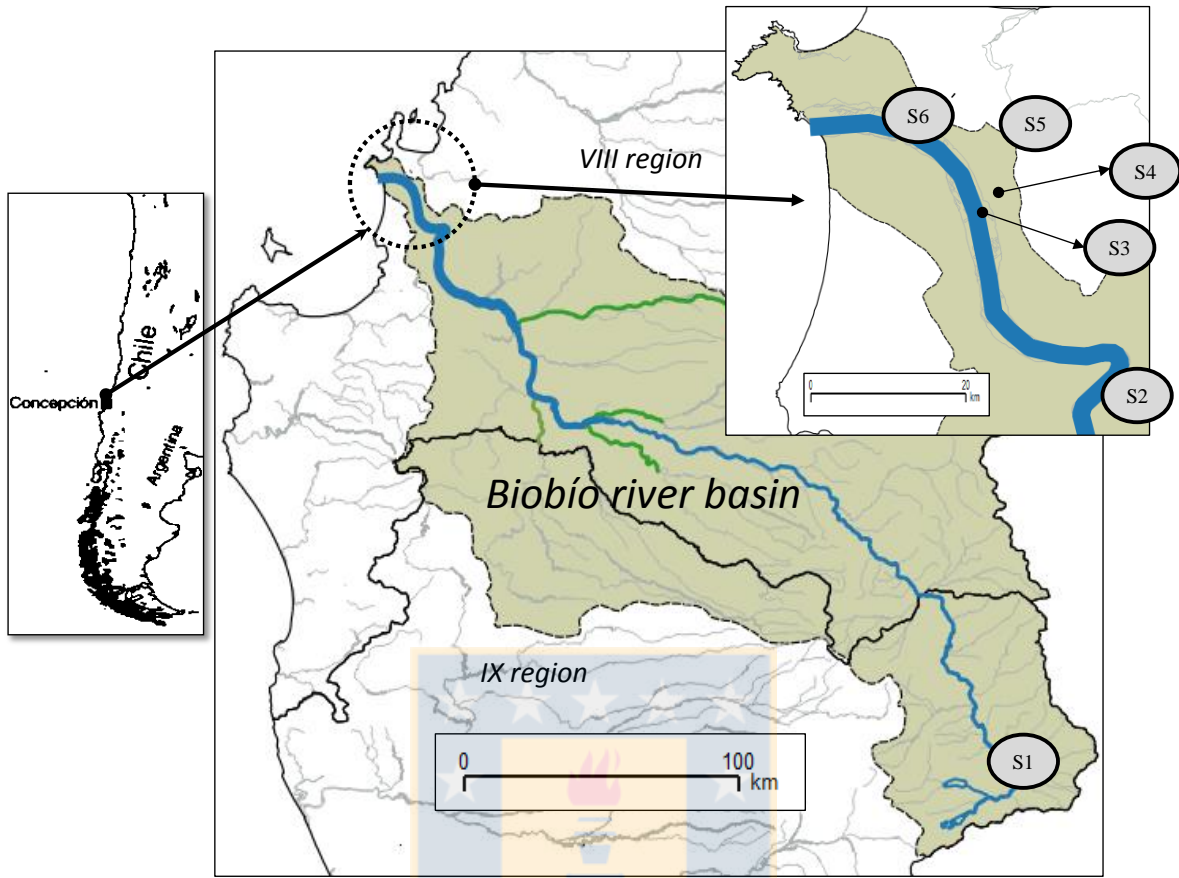 Chile
Concepción
Argentina
VIII region
Biobío river basin
IX region
0 100
km
S1
S6
S5
S4
S3
S2
0 20
km